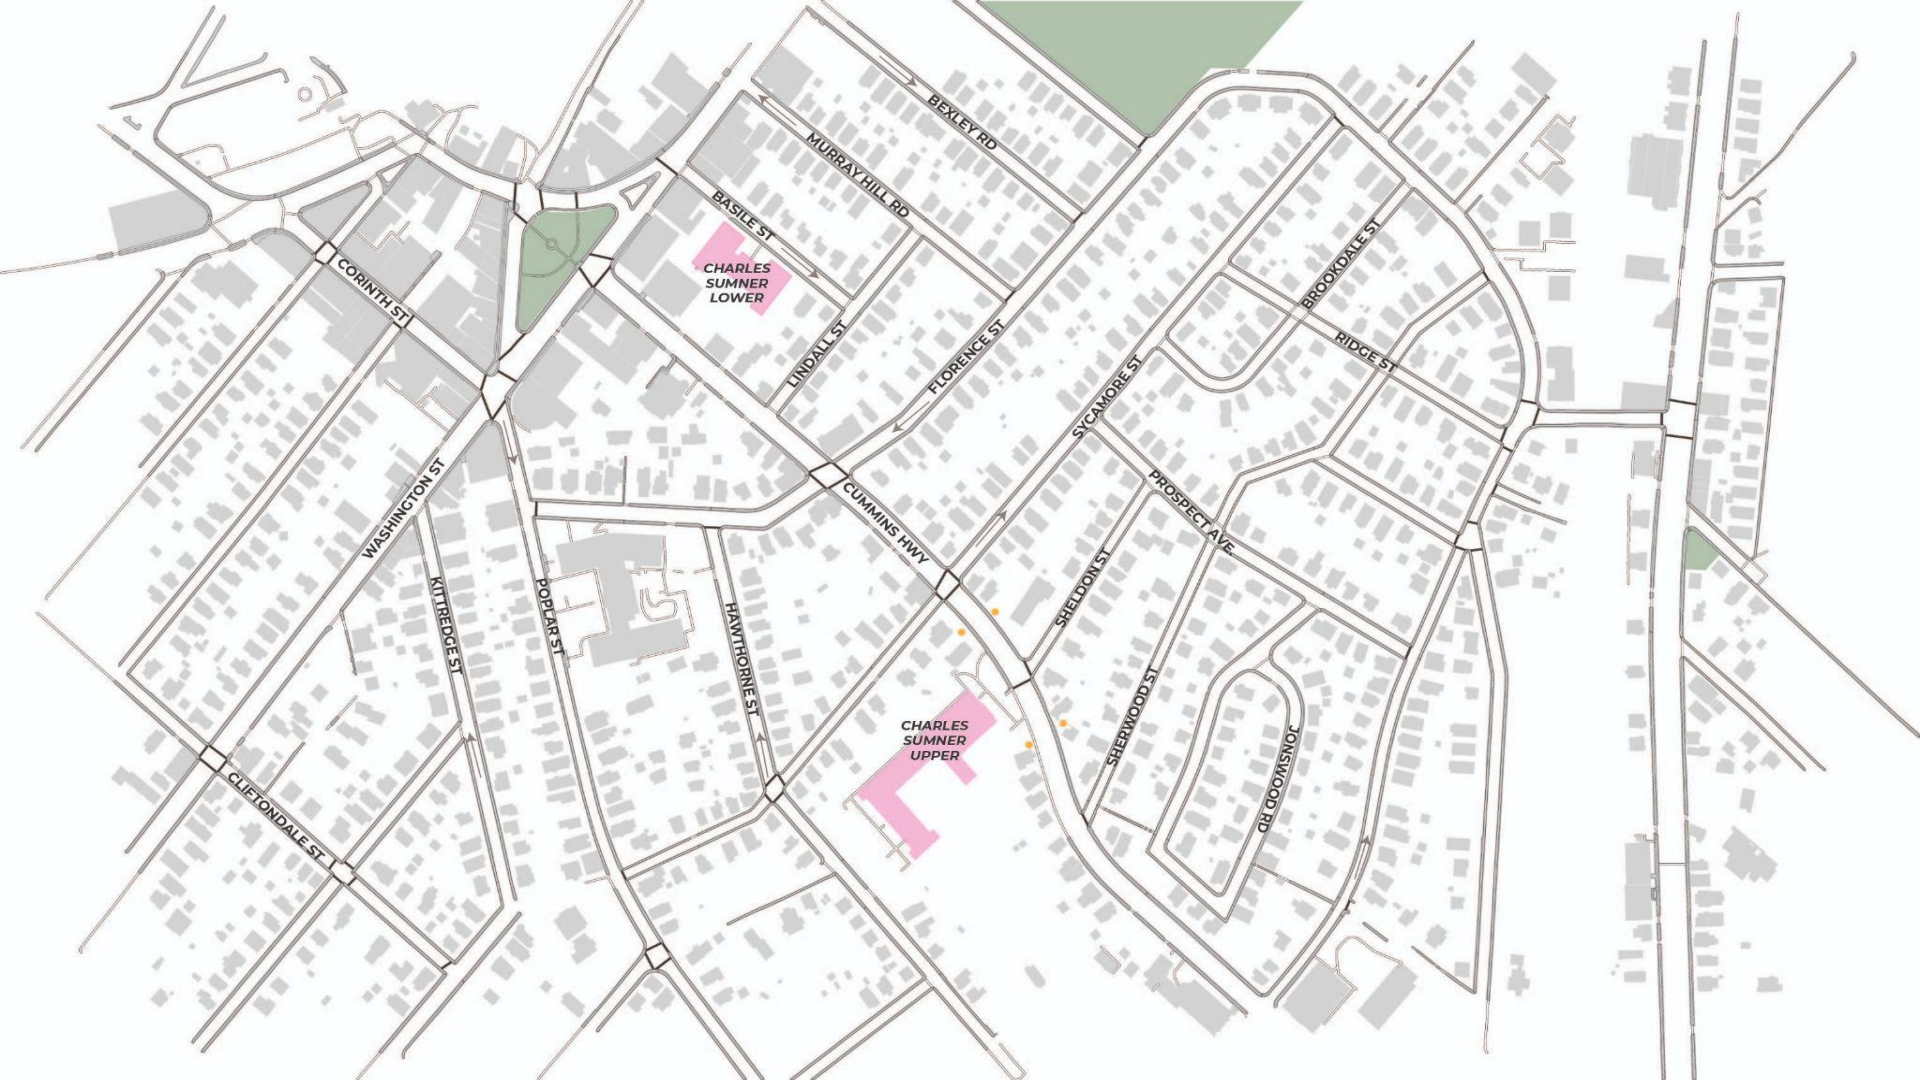 BEXLEY RD
MURRAY HILL RD
BASILE ST
CORINTH ST
CHARLES
SUMNER
LOWER
BROOKDALE ST
LINDALL ST
FLORENCE ST
RIDGE ST
SYCAMORE ST
WASHINGTON ST
CUMMINS HWY
PROSPECT AVE.
KITTREDGE ST
POPLAR ST
HAWTHORNE ST
SHELDON ST
SHERWOOD ST
CHARLES
SUMNER
UPPER
JONSWOOD RD
CLIFTONDALE ST